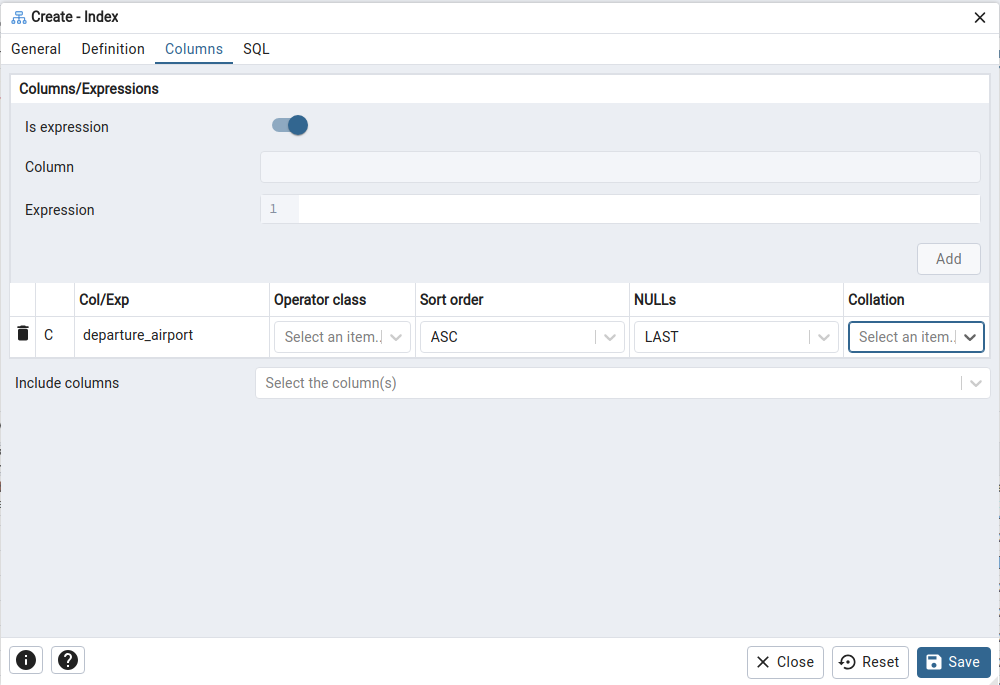 Create - Index
General Definition Columns SQL
Columns/Expressions
Is expression
Column
Expression 1
Add
Col/Exp Operator class Sort order NULLs Collation
C departure_airport Select an item. ASC LAST Select an item.
Include columns Select the column(s)
Close Reset Save